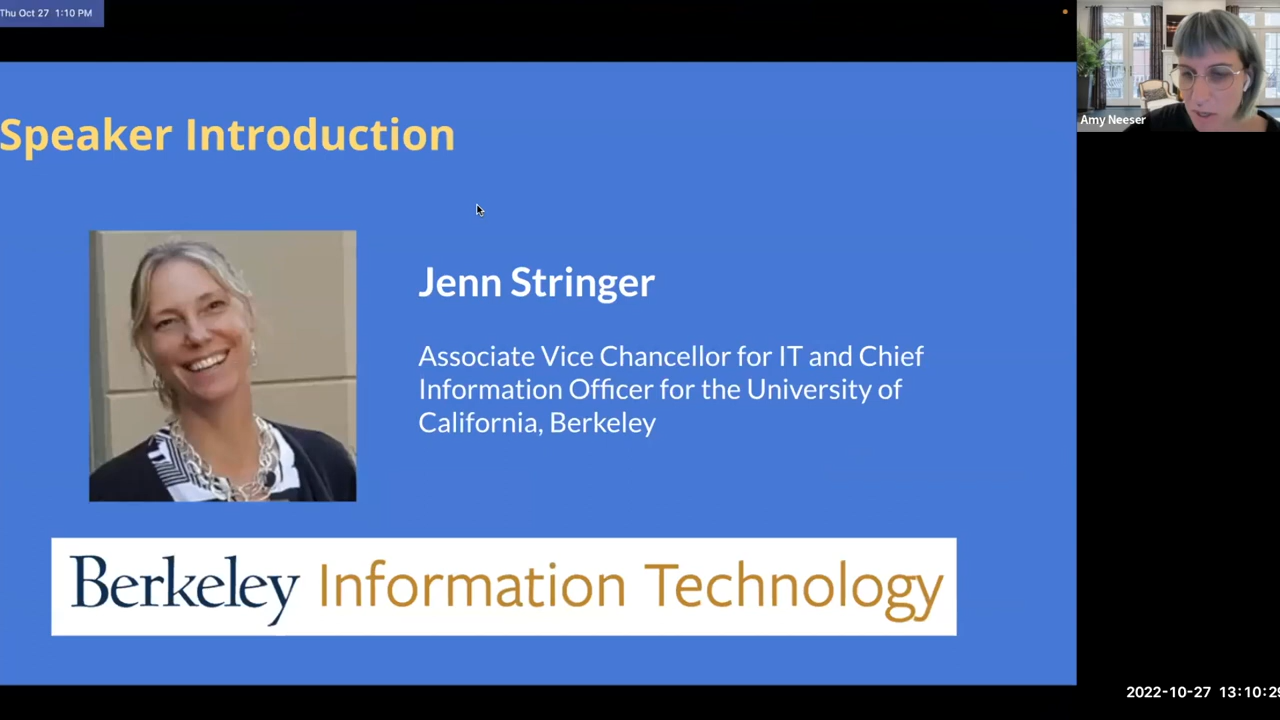 Thu Oct 27 1:10 PM
Amy Neeser
Speaker Introduction
Jenn Stringer
Associate Vice Chancellor for IT and Chief
Information Officer for the University of
California, Berkeley
Berkeley Information Technology
2022-10-27 13:10:29